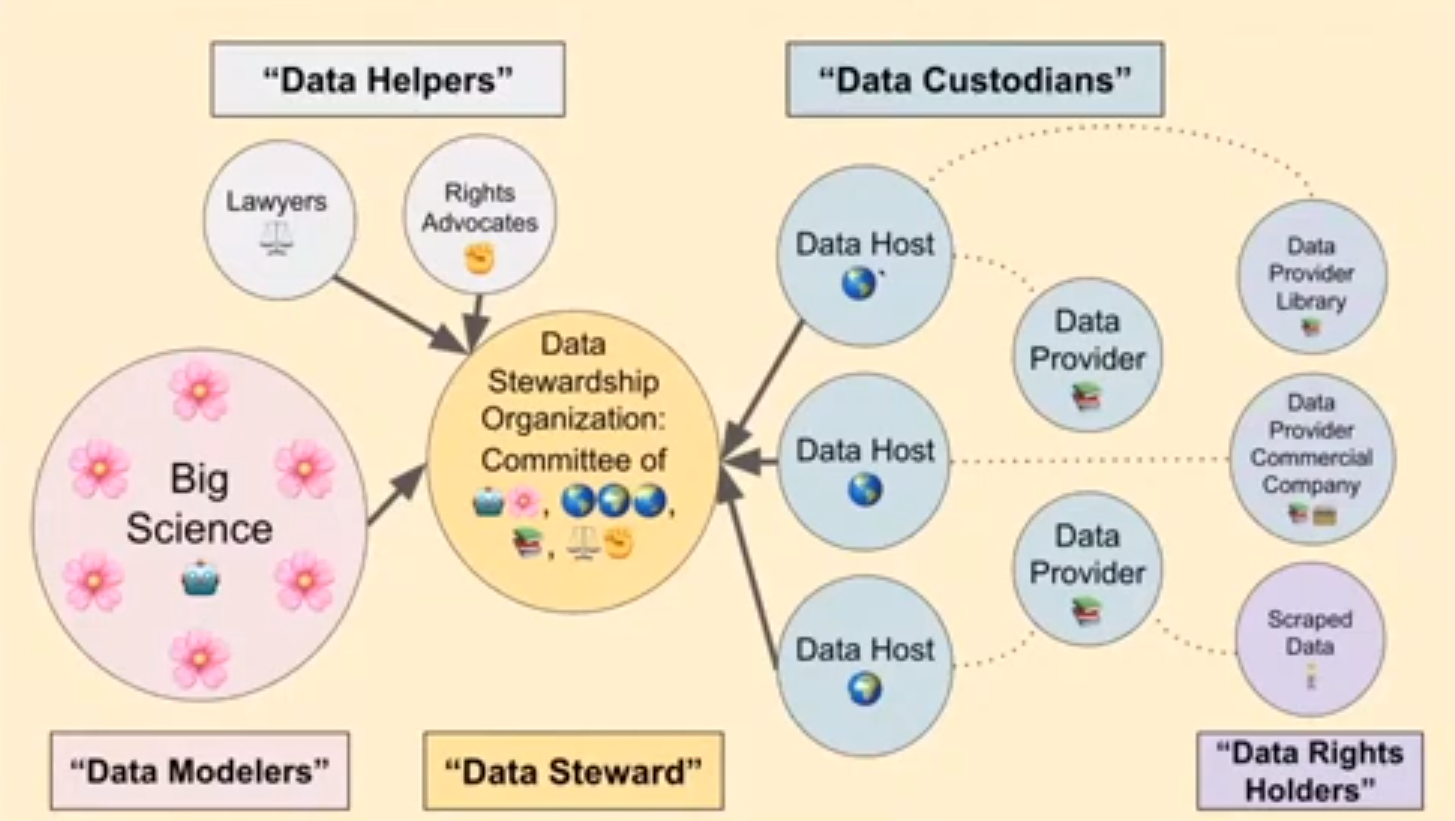 “Data Helpers”
“Data Custodians”
Lawyers
Rights
Advocates
Data Host
Data
Provider
Library
Data
Provider
Data
Stewardship
Organization:
Committee of
, , ,
Big
Science
Data Host
Data
Provider
Commercial
Company
Data
Provider
Data Host
Scraped
Data
“Data Modelers”
“Data Steward”
“Data Rights
Holders”